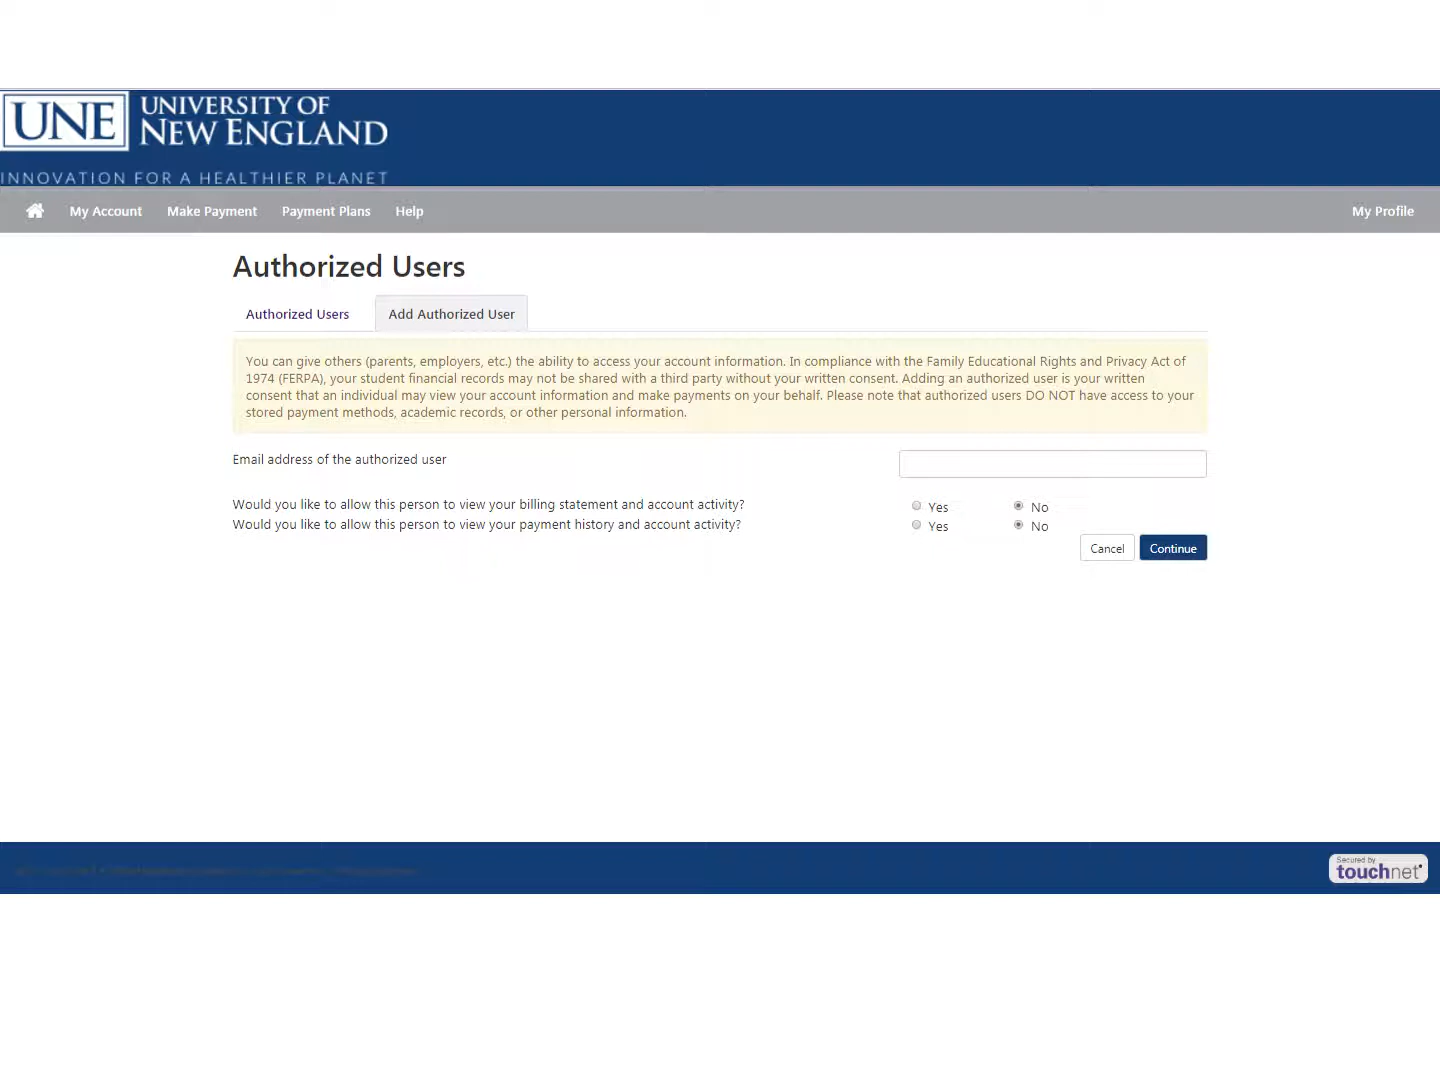 UNE UNIVERSITY OF
NEW ENGLAND
INNOVATION FOR A HEALTHIER PLANET
My Account Make Payment Payment Plans Help My Profile
Authorized Users
Authorized Users Add Authorized User
You can give others (parents, employers, etc.) the ability to access your account information. In compliance with the Family Educational Rights and Privacy Act of
1974 (FERPA), your student financial records may not be shared with a third party without your written consent. Adding an authorized user is your written
consent that an individual may view your account information and make payments on your behalf. Please note that authorized users DO NOT have access to your
stored payment methods, academic records, or other personal information.
Email address of the authorized user
Would you like to allow this person to view your billing statement and account activity? Yes No
Would you like to allow this person to view your payment history and account activity? Yes No
Cancel Continue
Secured by
touchnet